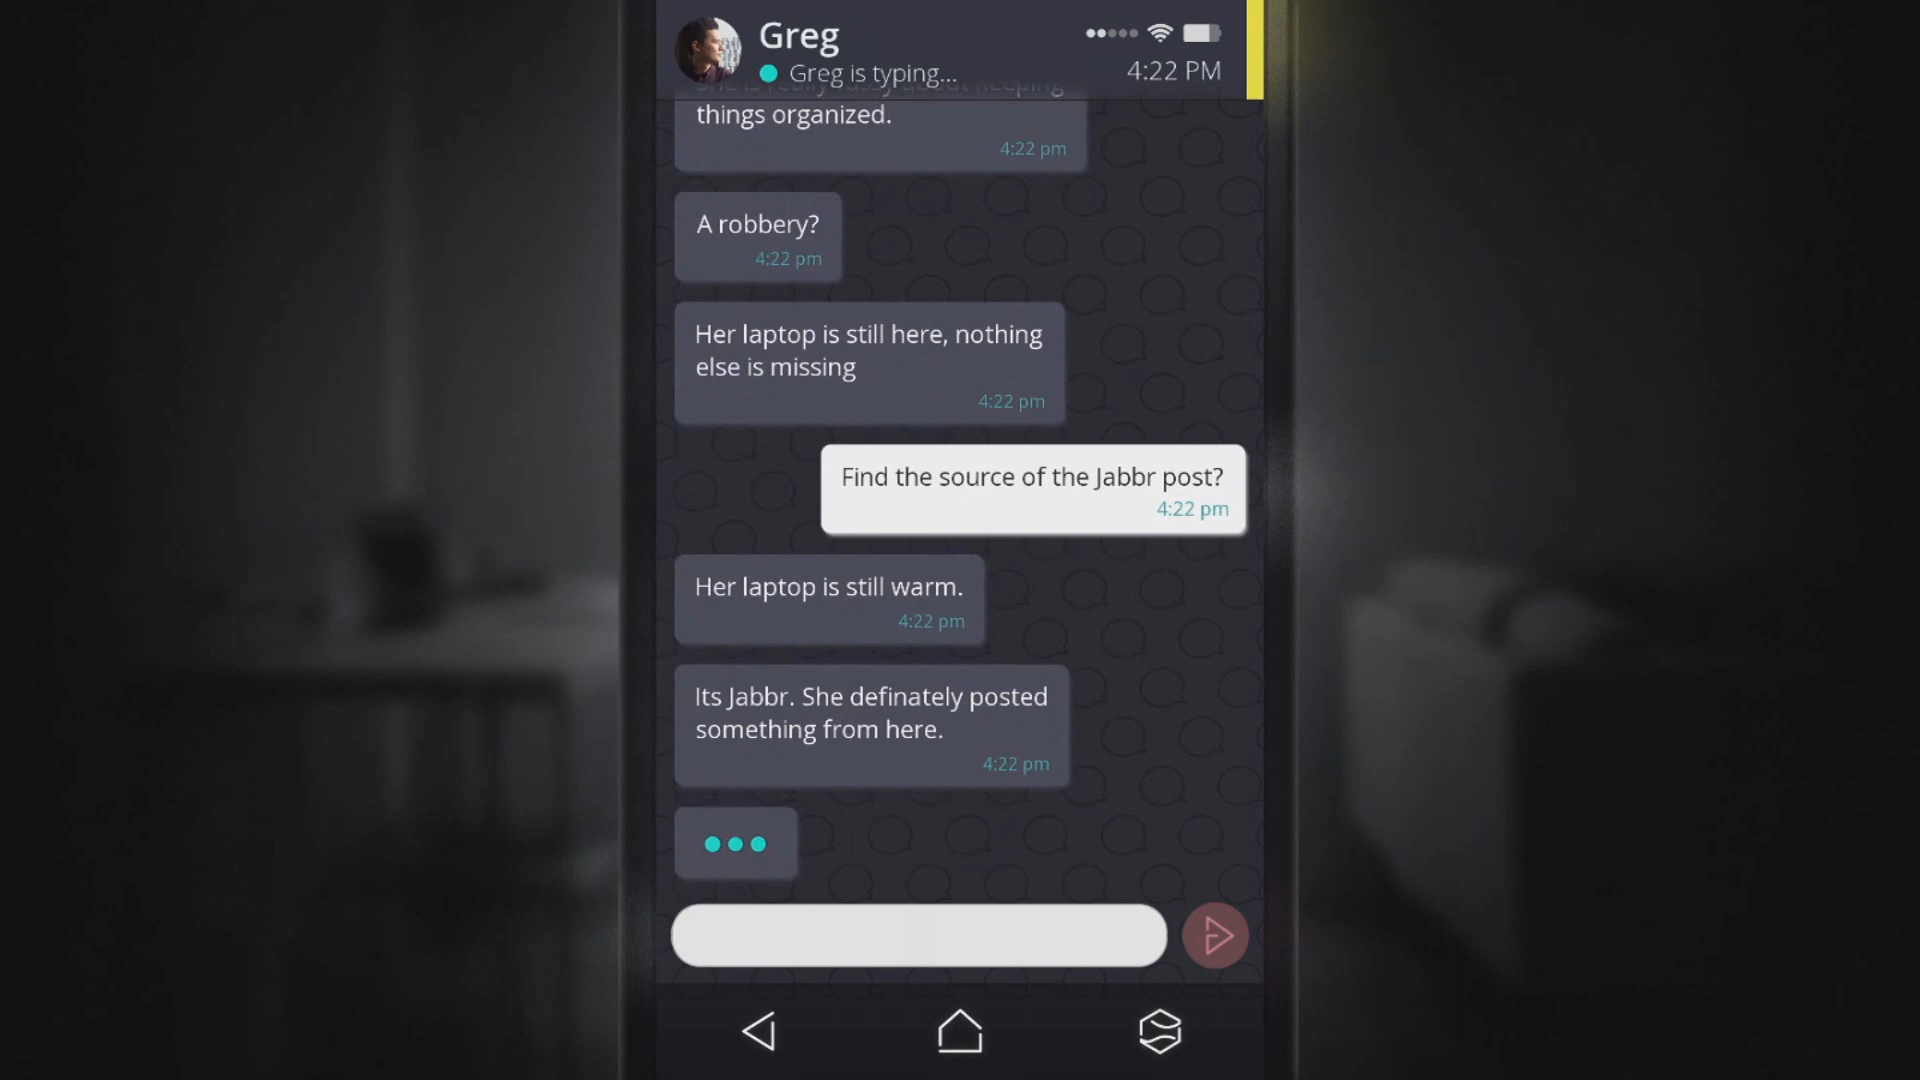 Greg
Greg is typing...
4:22 PM
things organized.
4:22 pm
A robbery?
4:22 pm
Her laptop is still here, nothing
else is missing
4:22 pm
Find the source of the Jabbr post?
4:22 pm
Her laptop is still warm.
4:22 pm
Its Jabbr. She definately posted
something from here.
4:22 pm